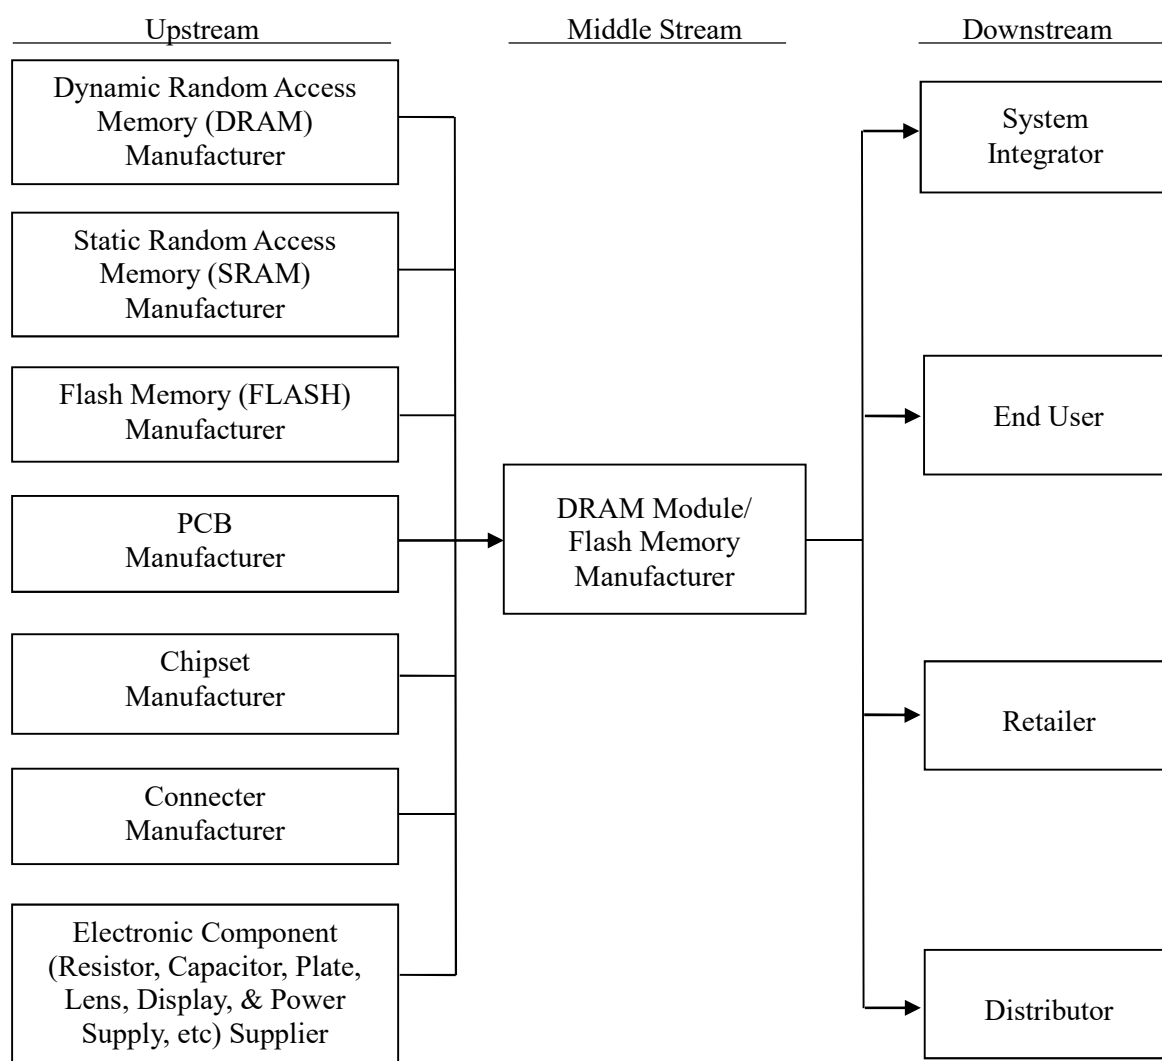 Upstream
Middle Stream
Downstream
Dynamic Random Access
Memory (DRAM)
Manufacturer
Static Random Access
Memory (SRAM)
Manufacturer
Flash Memory (FLASH)
Manufacturer
PCB
Manufacturer
Chipset
Manufacturer
Connecter
Manufacturer
Electronic Component
(Resistor, Capacitor, Plate,
Lens, Display, & Power
Supply, etc) Supplier
DRAM Module/
Flash Memory
Manufacturer
System
Integrator
End User
Retailer
Distributor